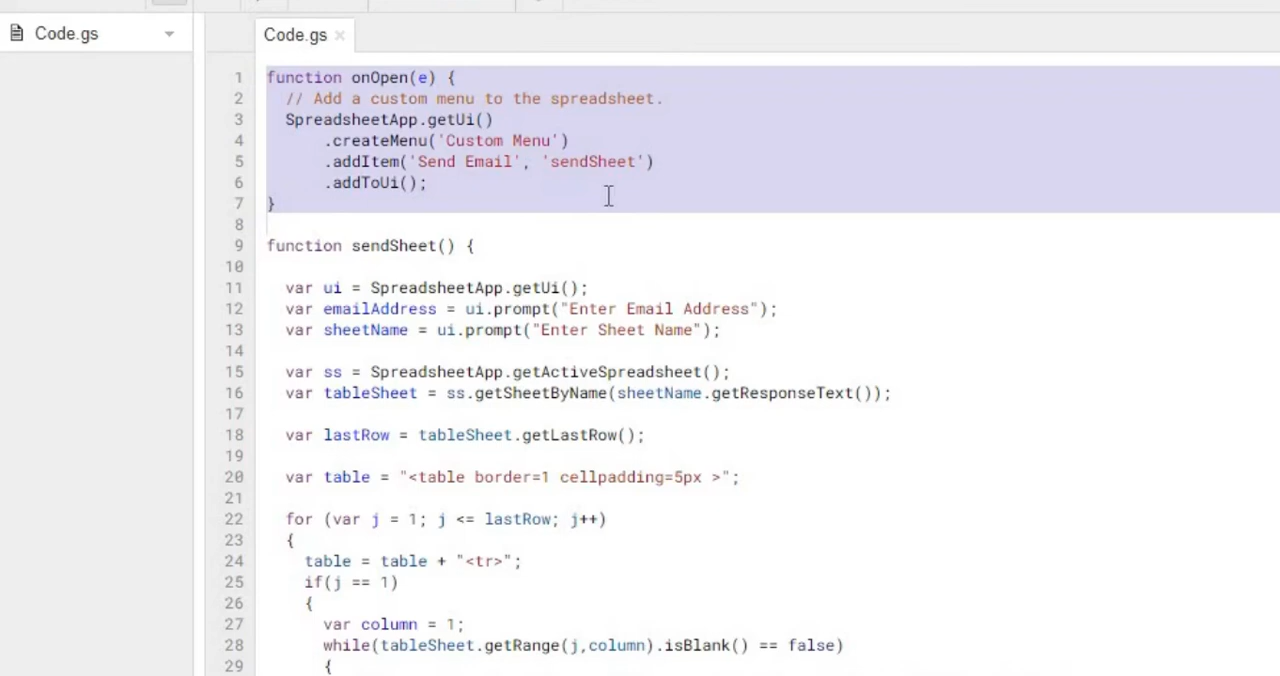 Code.gs
Code.gs ×
1 function onOpen(e) {
2 // Add a custom menu to the spreadsheet.
3 SpreadsheetApp.getUi()
4 .createMenu('Custom Menu')
5 .addItem('Send Email', 'sendSheet')
6 .addToUi();
7 }
8
9 function sendSheet() {
10
11 var ui = SpreadsheetApp.getUi();
12 var emailAddress = ui.prompt("Enter Email Address");
13 var sheetName = ui.prompt("Enter Sheet Name");
14
15 var ss = SpreadsheetApp.getActiveSpreadsheet();
16 var tableSheet = ss.getSheetByName(sheetName.getResponseText());
17
18 var lastRow = tableSheet.getLastRow();
19
20 var table = "<table border=1 cellpadding=5px >";
21
22 for (var j = 1; j <= lastRow; j++)
23 {
24 table = table + "<tr>";
25 if(j == 1)
26 {
27 var column = 1;
28 while(tableSheet.getRange(j,column).isBlank() == false)
29 {